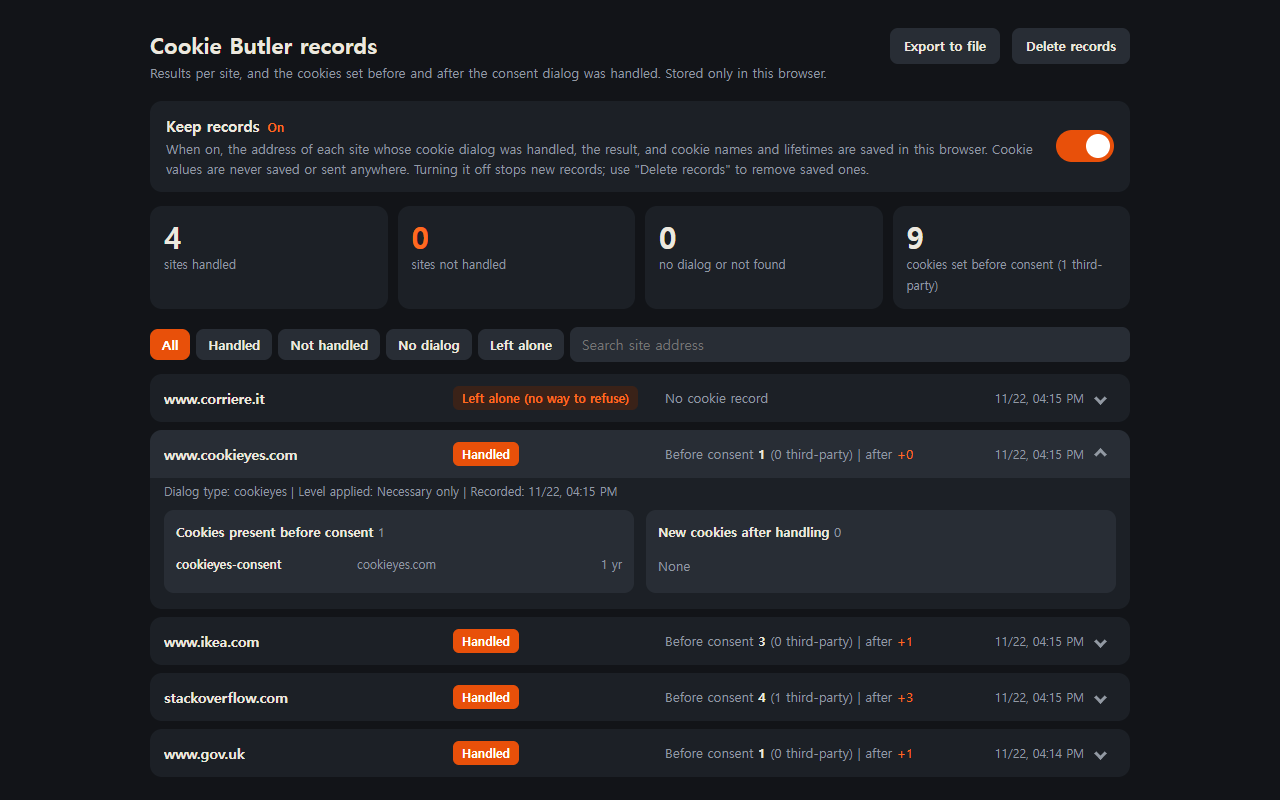 Cookie Butler records
Export to file
Delete records
Results per site, and the cookies set before and after the consent dialog was handled. Stored only in this browser.
Keep records On
When on, the address of each site whose cookie dialog was handled, the result, and cookie names and lifetimes are saved in this browser. Cookie
values are never saved or sent anywhere. Turning it off stops new records; use "Delete records" to remove saved ones.
4
sites handled
0
sites not handled
0
no dialog or not found
9
cookies set before consent (1 third-
party)
All
Handled
Not handled
No dialog
Left alone
Search site address
www.corriere.it
Left alone (no way to refuse)
No cookie record
11/22, 04:15 PM
www.cookieyes.com
Handled
Before consent 1 (0 third-party) | after +0
11/22, 04:15 PM
Dialog type: cookieyes | Level applied: Necessary only | Recorded: 11/22, 04:15 PM
Cookies present before consent 1
cookieyes-consent
cookieyes.com
1 yr
New cookies after handling 0
None
www.ikea.com
Handled
Before consent 3 (0 third-party) | after +1
11/22, 04:15 PM
stackoverflow.com
Handled
Before consent 4 (1 third-party) | after +3
11/22, 04:15 PM
www.gov.uk
Handled
Before consent 1 (0 third-party) | after +1
11/22, 04:14 PM